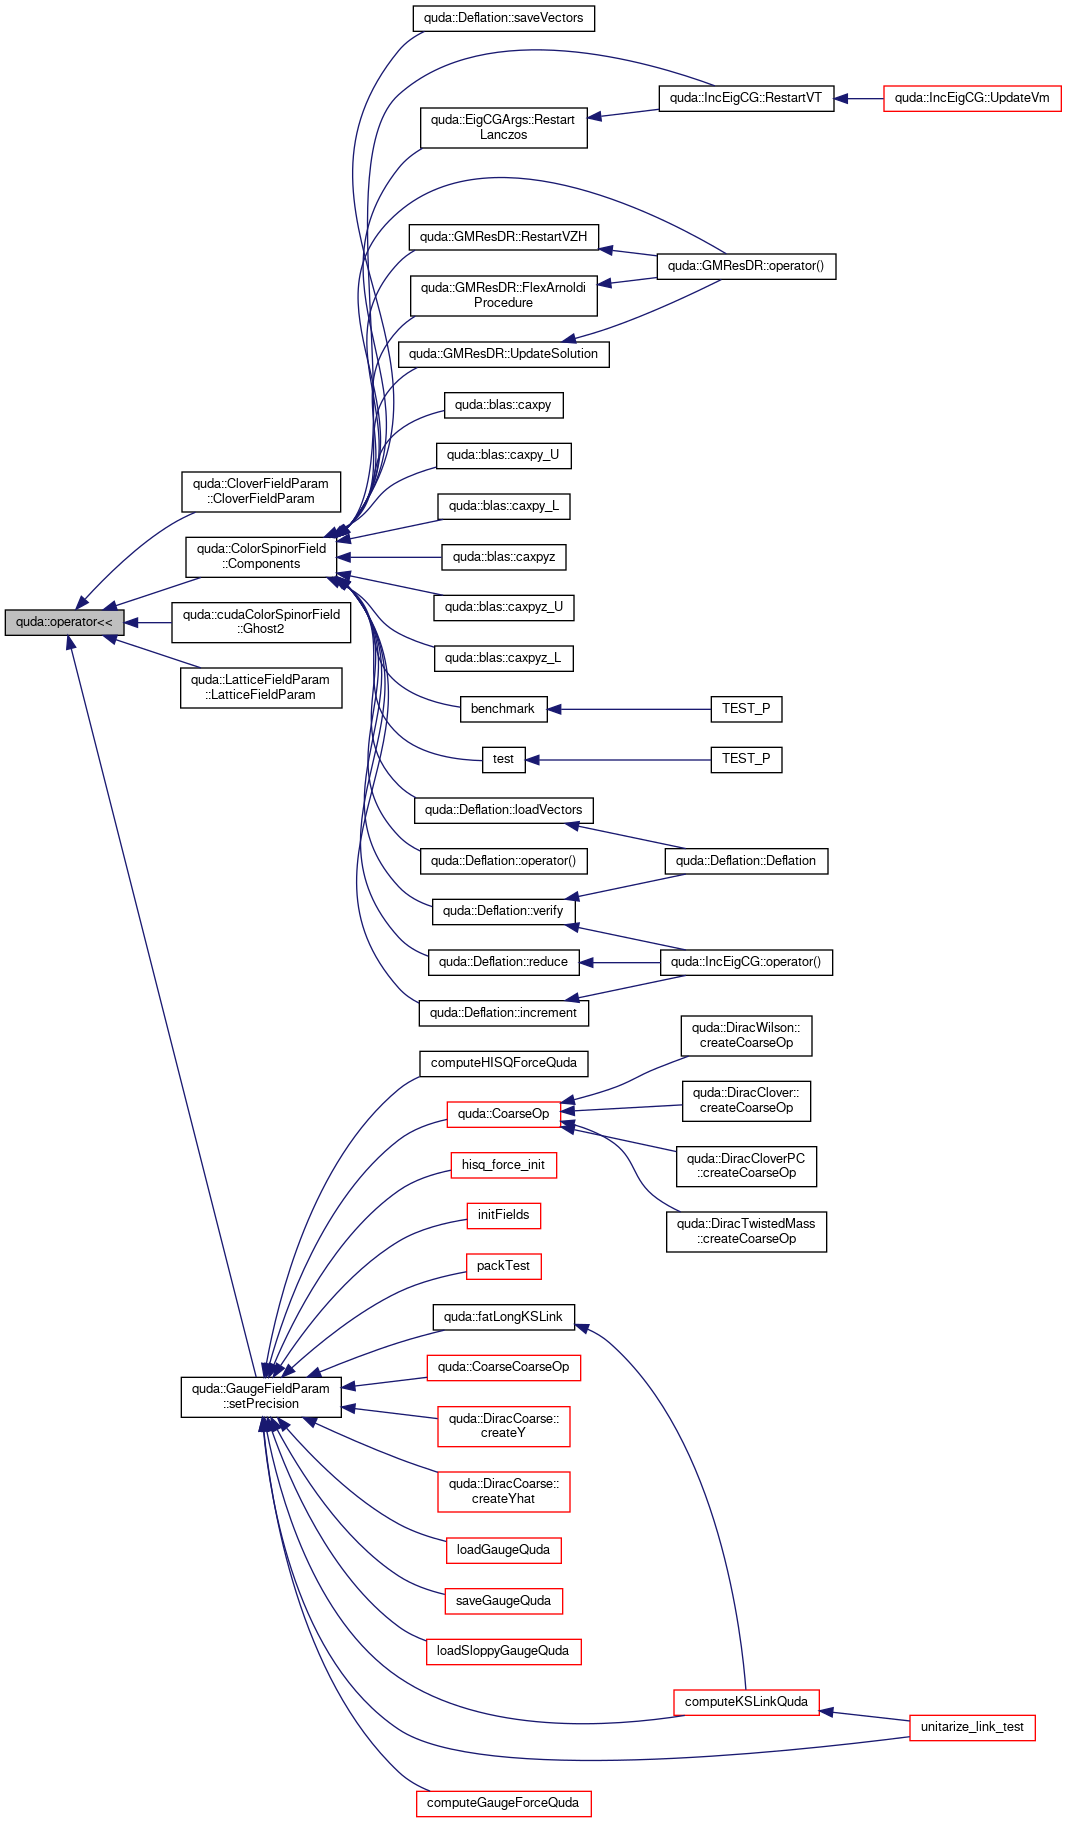 quda::Deflation::saveVectors
quda::IncEigCG::RestartVT
quda::IncEigCG::UpdateVm
quda::EigCGArgs::Restart
Lanczos
quda::GMResDR::RestartVZH
quda::GMResDR::operator()
quda::GMResDR::FlexArnoldi
Procedure
quda::GMResDR::UpdateSolution
quda::blas::caxpy
quda::blas::caxpy_U
quda::CloverFieldParam
::CloverFieldParam
quda::blas::caxpy_L
quda::ColorSpinorField
::Components
quda::blas::caxpyz
quda::blas::caxpyz_U
quda::operator<<
quda::cudaColorSpinorField
::Ghost2
quda::blas::caxpyz_L
quda::LatticeFieldParam
::LatticeFieldParam
benchmark
TEST_P
test
TEST_P
quda::Deflation::loadVectors
quda::Deflation::operator()
quda::Deflation::Deflation
quda::Deflation::verify
quda::Deflation::reduce
quda::IncEigCG::operator()
quda::Deflation::increment
quda::DiracWilson::
createCoarseOp
computeHISQForceQuda
quda::DiracClover::
createCoarseOp
quda::CoarseOp
quda::DiracCloverPC
::createCoarseOp
hisq_force_init
initFields
quda::DiracTwistedMass
::createCoarseOp
packTest
quda::fatLongKSLink
quda::CoarseCoarseOp
quda::GaugeFieldParam
::setPrecision
quda::DiracCoarse::
createY
quda::DiracCoarse::
createYhat
loadGaugeQuda
saveGaugeQuda
loadSloppyGaugeQuda
computeKSLinkQuda
unitarize_link_test
computeGaugeForceQuda